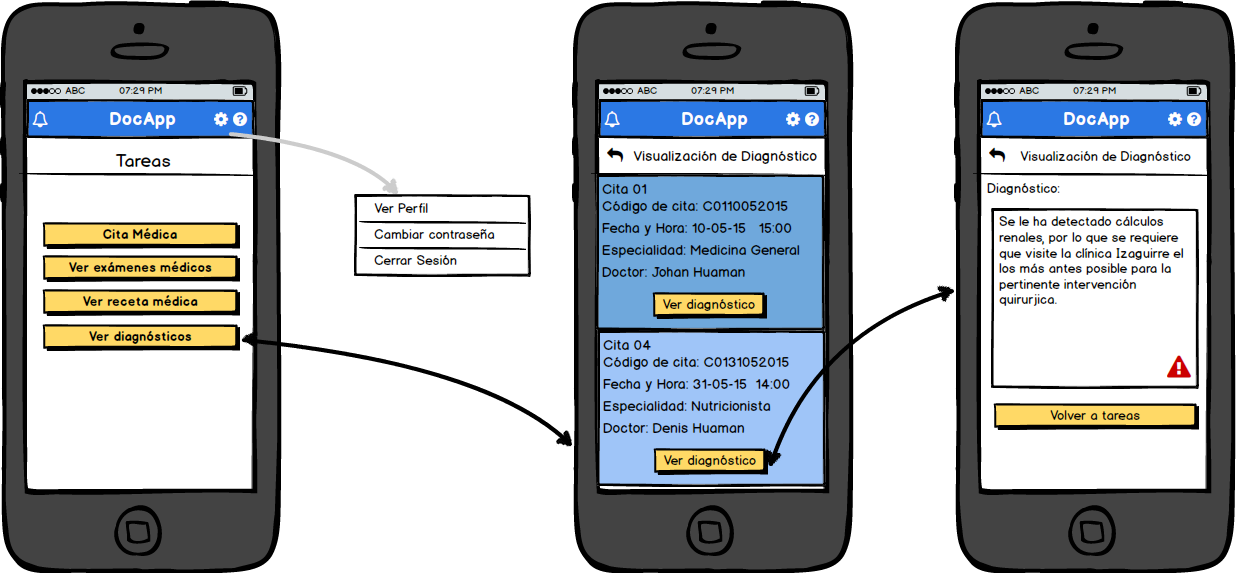 ABC 07:29 PM
DocApp
Tareas
Cita Médica
Ver exámenes médicos
Ver receta médica
Ver diagnósticos
Ver Perfil
Cambiar contraseña
Cerrar Sesión
ABC 07:29 PM
DocApp
Visualización de Diagnóstico
Cita 01
Código de cita: C0110052015
Fecha y Hora: 10-05-15 15:00
Especialidad: Medicina General
Doctor: Johan Huaman
Ver diagnóstico
Cita 04
Código de cita: C0131052015
Fecha y Hora: 31-05-15 14:00
Especialidad: Nutricionista
Doctor: Denis Huaman
Ver diagnóstico
ABC 07:29 PM
DocApp
Visualización de Diagnóstico
Diagnóstico:
Se le ha detectado cálculos
renales, por lo que se requiere
que visite la clínica Izaguirre el
los más antes posible para la
pertinente intervención
quirurjica.
Volver a tareas